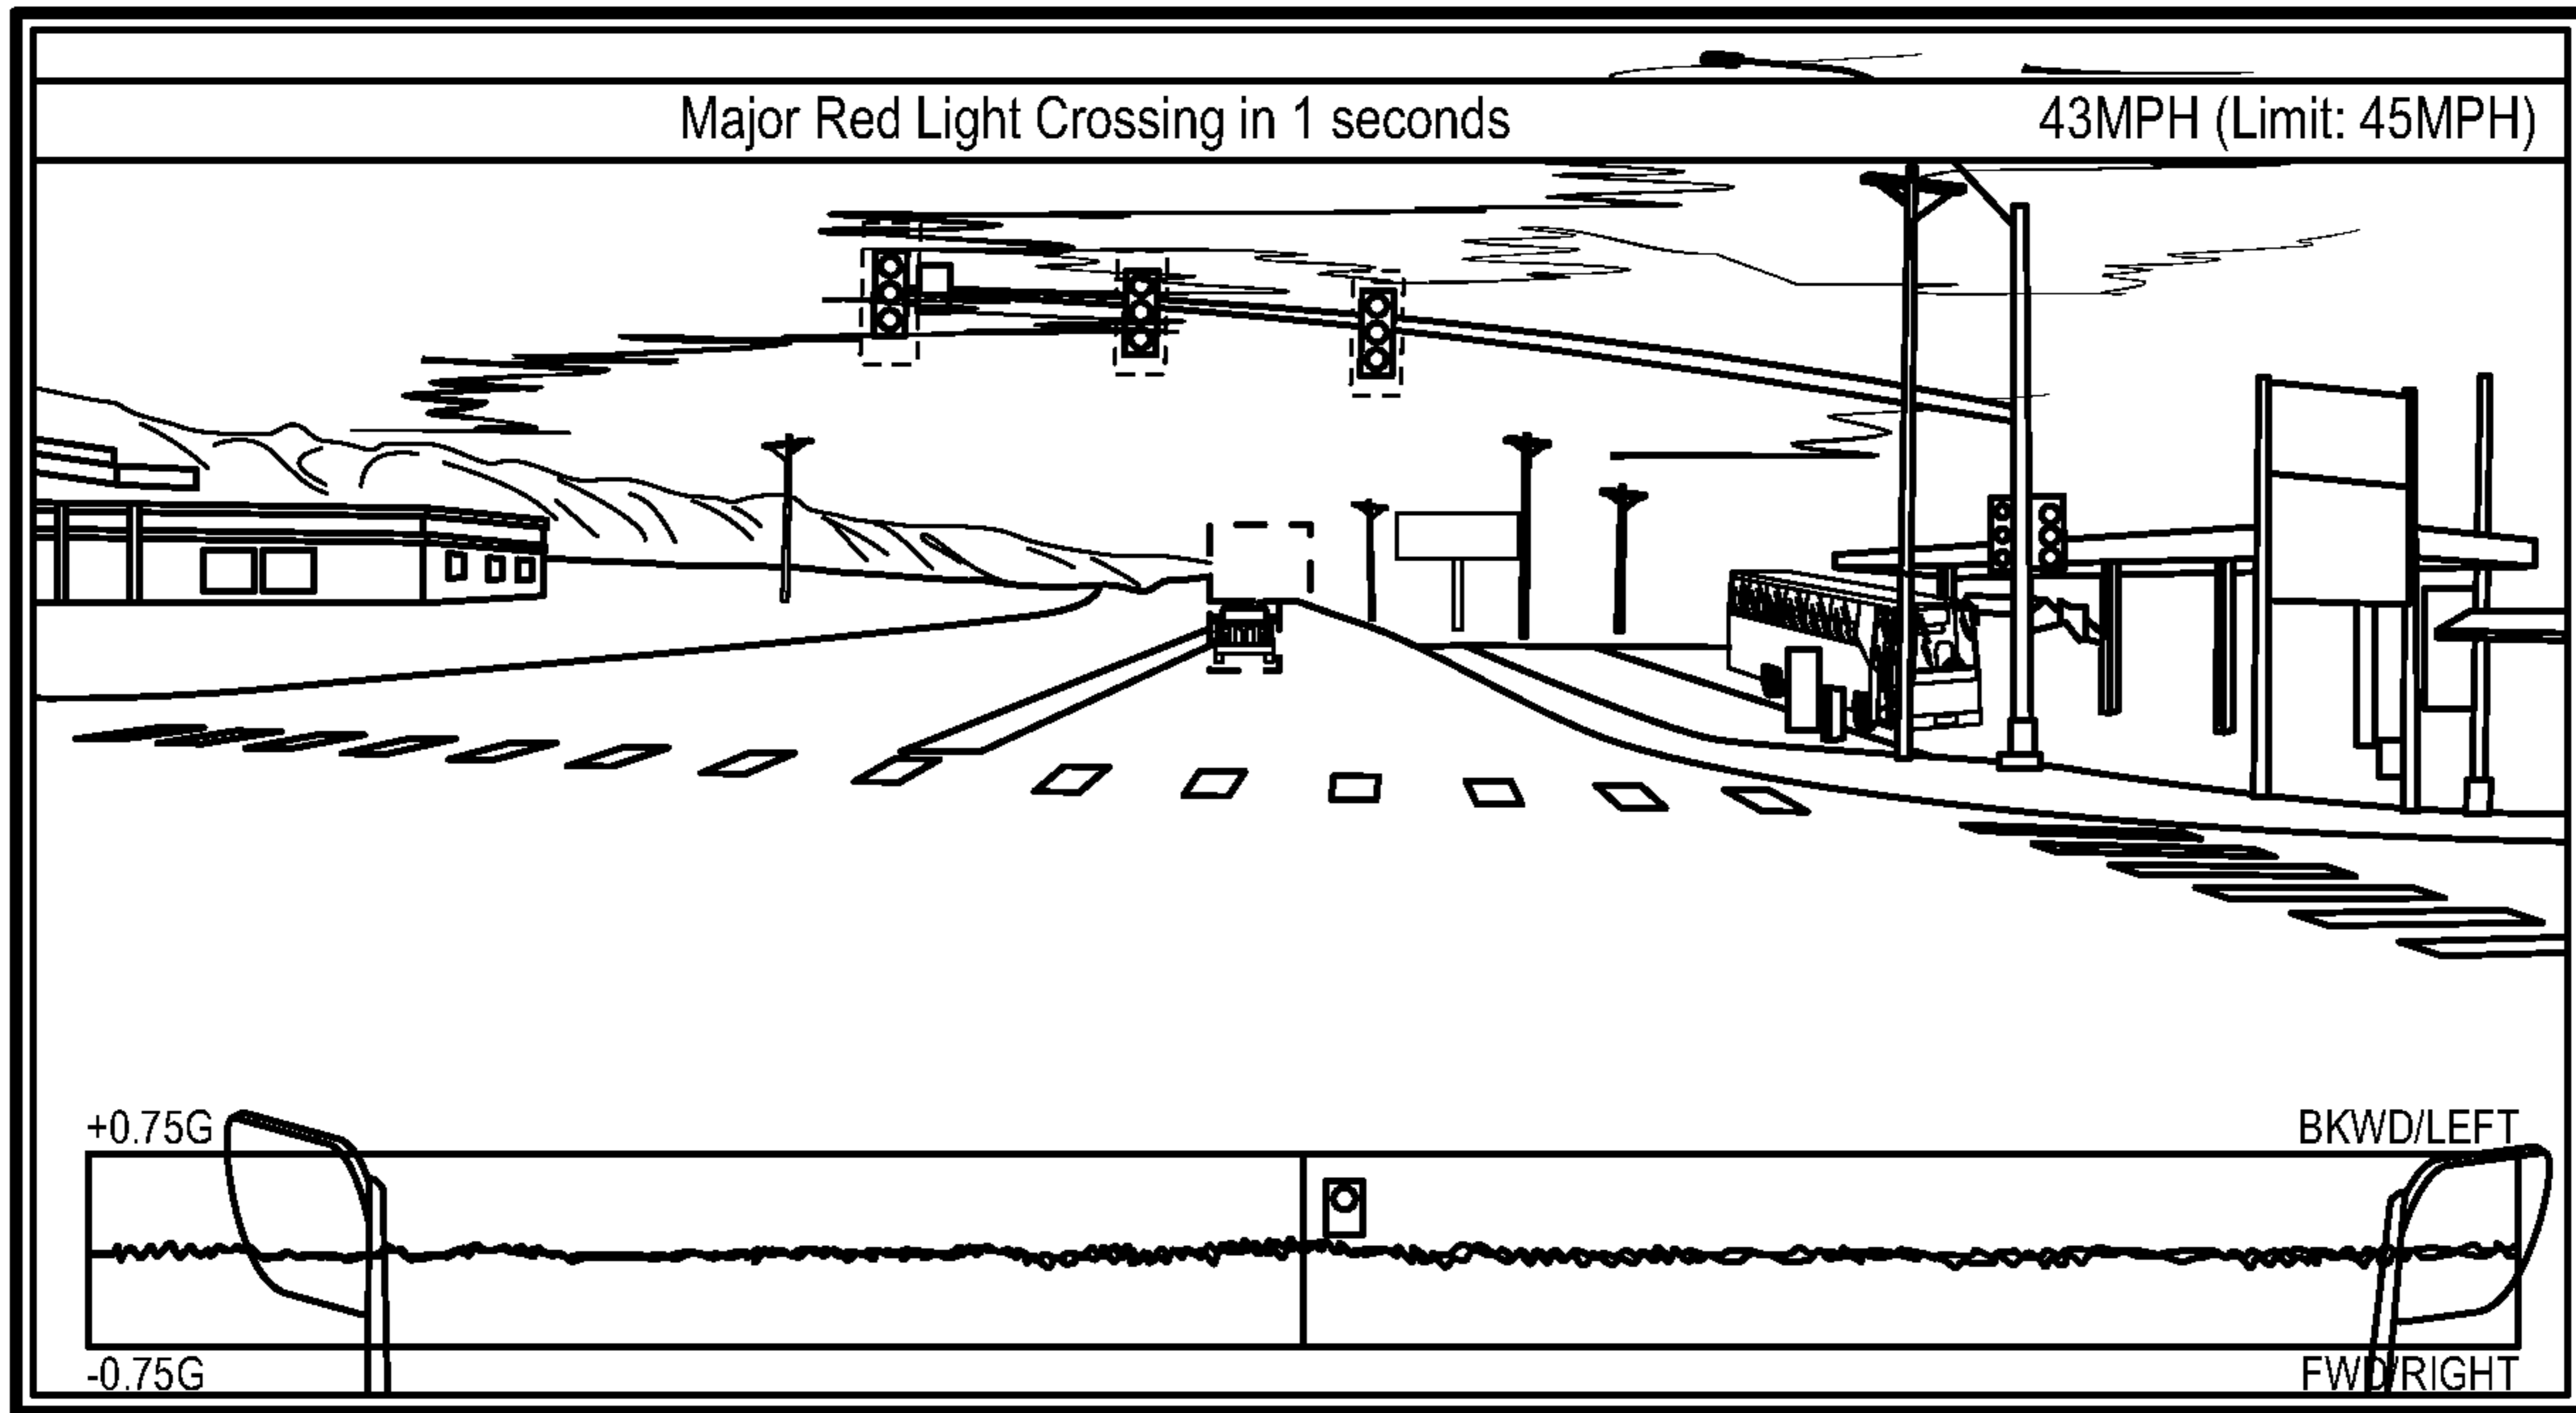 Major Red Light Crossing in 1 seconds
43MPH (Limit: 45MPH)
+0.75G
BKWD/LEFT
-0.75G
FWD/RIGHT